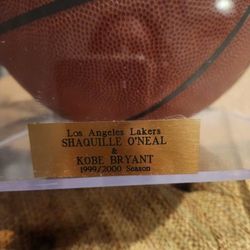 Los Angeles Lakers
SHAQUILLE O'NEAL
&
KOBE BRYANT
1999/2000 Season